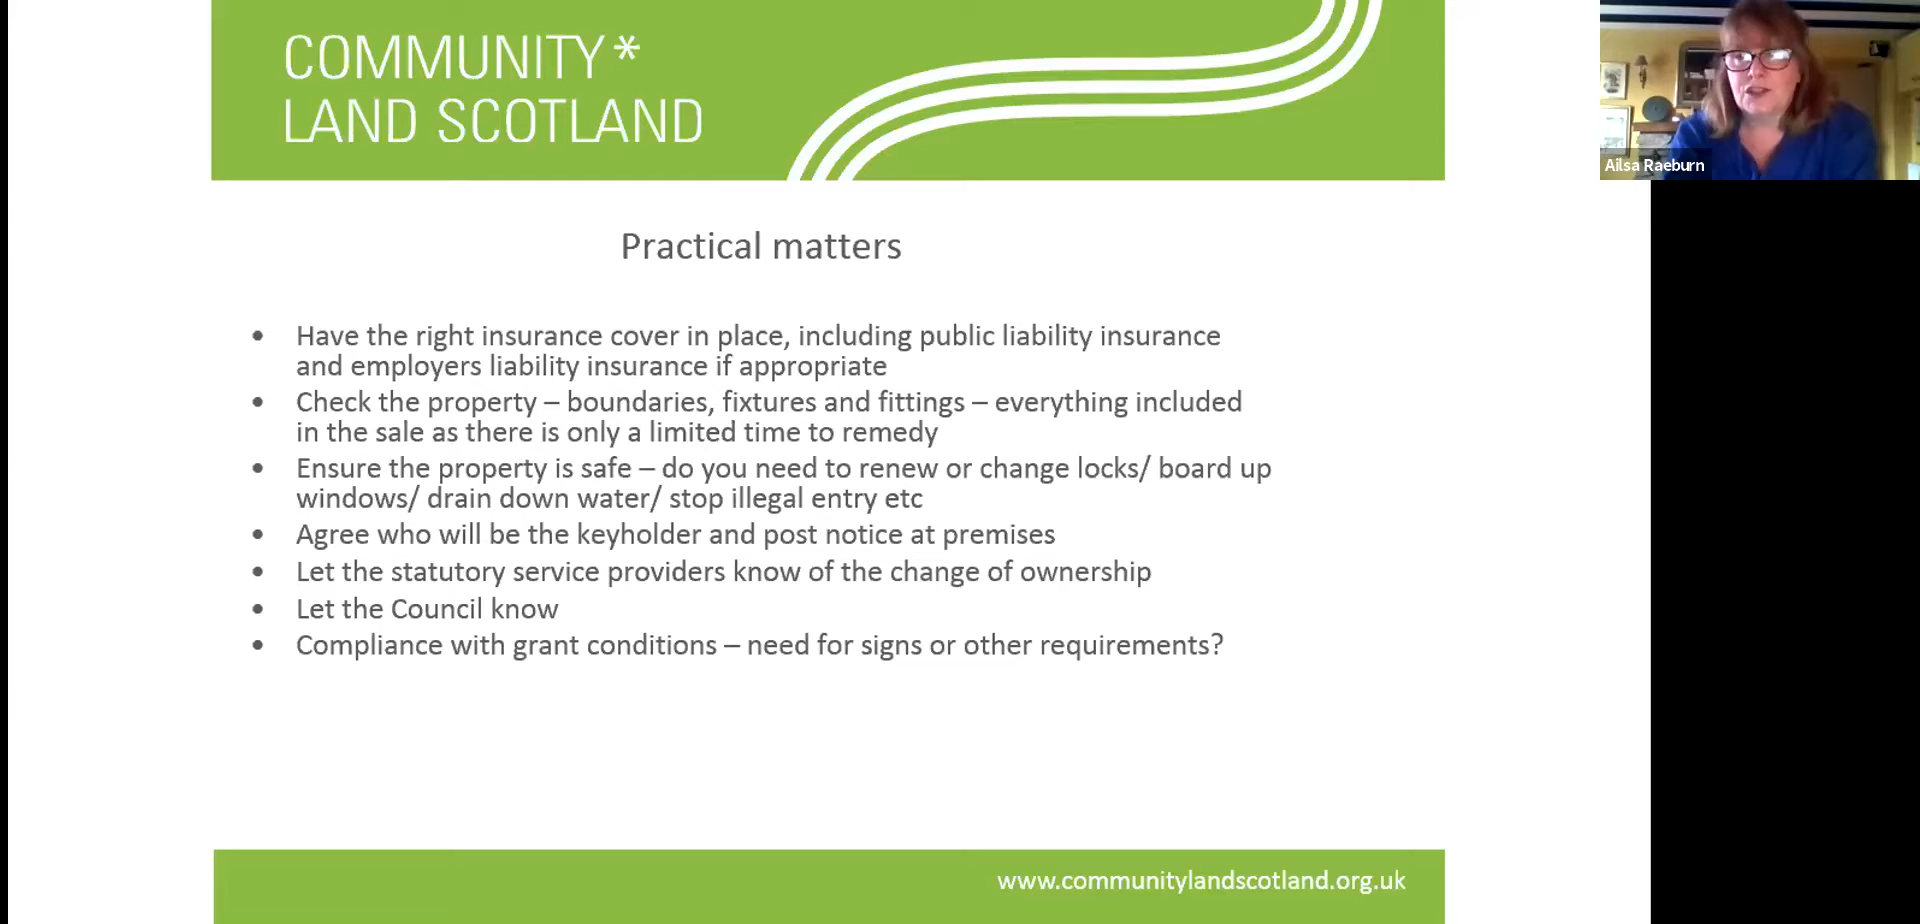 COMMUNITY*
LAND SCOTLAND
Ailsa Raeburn
Practical matters
• Have the right insurance cover in place, including public liability insurance
and employers liability insurance if appropriate
• Check the property – boundaries, fixtures and fittings – everything included
in the sale as there is only a limited time to remedy
• Ensure the property is safe – do you need to renew or change locks/ board up
windows/ drain down water/ stop illegal entry etc
• Agree who will be the keyholder and post notice at premises
• Let the statutory service providers know of the change of ownership
• Let the Council know
• Compliance with grant conditions – need for signs or other requirements?
www.communitylandscotland.org.uk